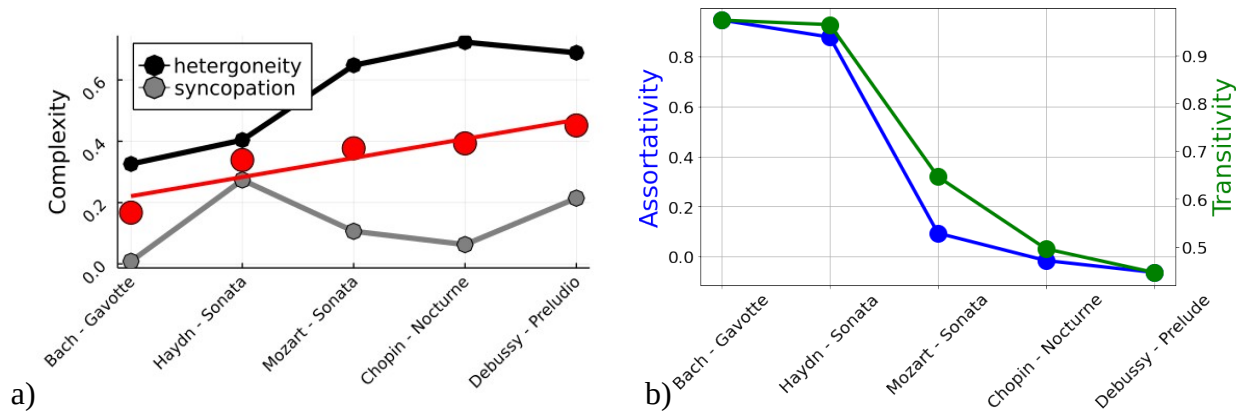 hetergoneity
syncopation
Complexity
0.6
0.4
0.2
0.0
Bach - Gavotte
Haydn - Sonata
Mozart - Sonata
Chopin - Nocturne
Debussy - Preludio
a)
Assortativity
0.8
0.6
0.4
0.2
0.0
Transitivity
0.9
0.8
0.7
0.6
0.5
Bach - Gavotte
Haydn - Sonata
Mozart - Sonata
Chopin - Nocturne
Debussy - Prelude
b)